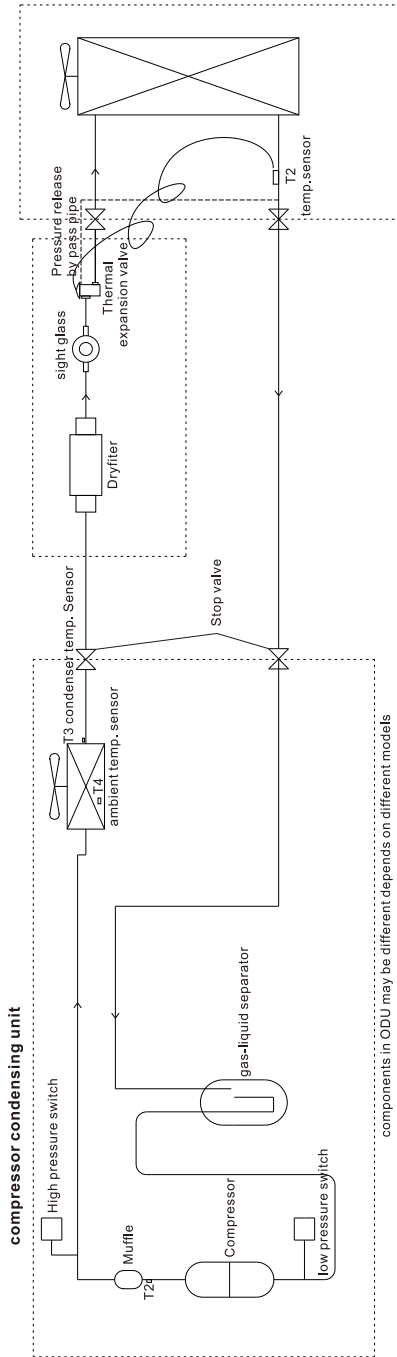 compressor condensing unit
High pressure switch
Muffle
T2
Compressor
low pressure switch
gas-liquid separator
T3 condenser temp. Sensor
T4
ambient temp. sensor
Stop valve
Dryfiter
sight glass
Thermal
expansion valve
Pressure release
by pass pipe
T2
temp.sensor
components in ODU may be different depends on different models